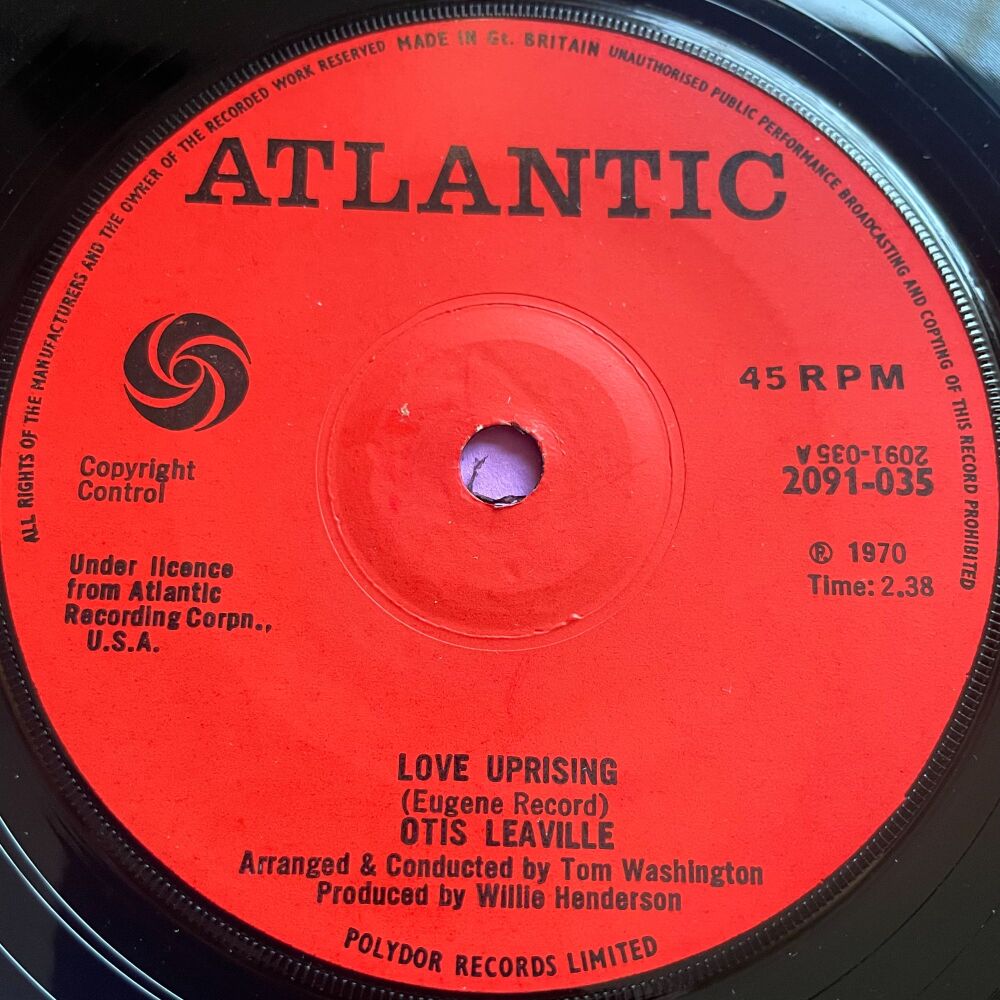 ALL RIGHTS OF THE MANUFACTURERS AND THE OWNER OF THE RECORDED WORK RESERVED MADE IN Gt. BRITAIN UNAUTHORISED PUBLIC PERFORMANCE BROADCASTING AND COPYING OF THIS RECORD PROHIBITED
ATLANTIC
45 RPM
Copyright
Control
2091-035 A
2091-035
Under licence
from Atlantic
Recording Corpn.,
U.S.A.
℗ 1970
Time: 2.38
LOVE UPRISING
(Eugene Record)
OTIS LEAVILLE
Arranged & Conducted by Tom Washington
Produced by Willie Henderson
POLYDOR RECORDS LIMITED